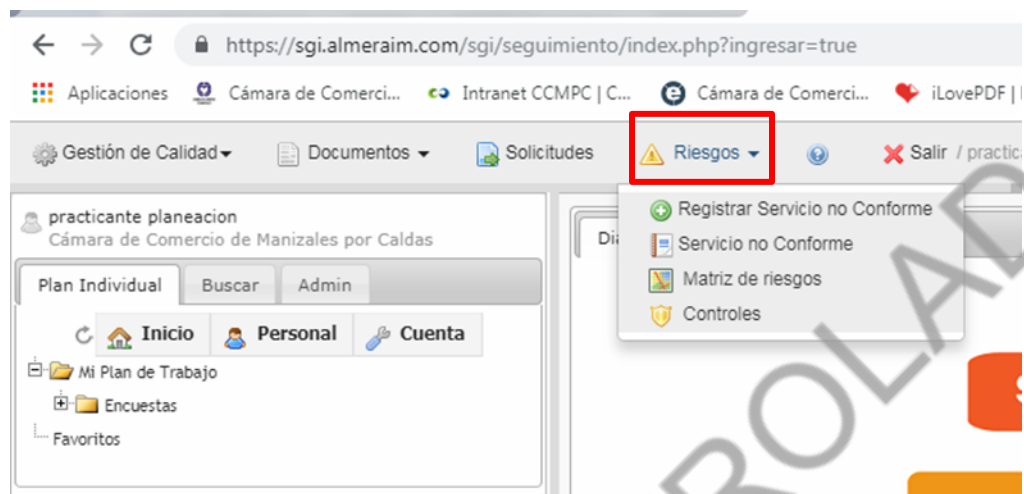 https://sgi.almeraim.com/sgi/seguimiento/index.php?ingresar=true
Aplicaciones Cámara de Comerci... Intranet CCMPC | C... Cámara de Comerci... iLovePDF |
Gestión de Calidad Documentos Solicitudes Riesgos Salir / practic
practicante planeacion
Cámara de Comercio de Manizales por Caldas
Plan Individual Buscar Admin
Inicio Personal Cuenta
Mi Plan de Trabajo
Encuestas
Favoritos
Registrar Servicio no Conforme
Servicio no Conforme
Matriz de riesgos
Controles
ROLAD